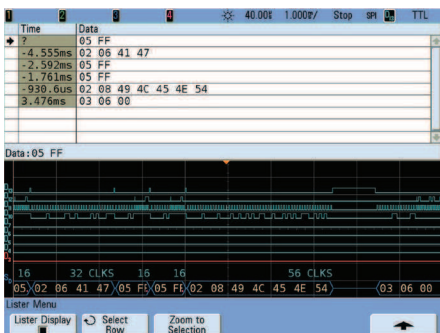 1 2 3 4 40.00% 1.000%/ Stop SPI TTL
Time Data
? 05 FF
-4.555ms 02 06 41 47
-2.592ms 05 FF
-1.761ms 05 FF
-930.6us 02 08 49 4C 45 4E 54
3.476ms 03 06 00
Data:05 FF
16 32 CLKS 16 16 56 CLKS
05 02 06 41 47 05 FF 05 FF 02 08 49 4C 45 4E 54 03 06 00
Lister Menu
Lister Display Select Row Zoom to Selection